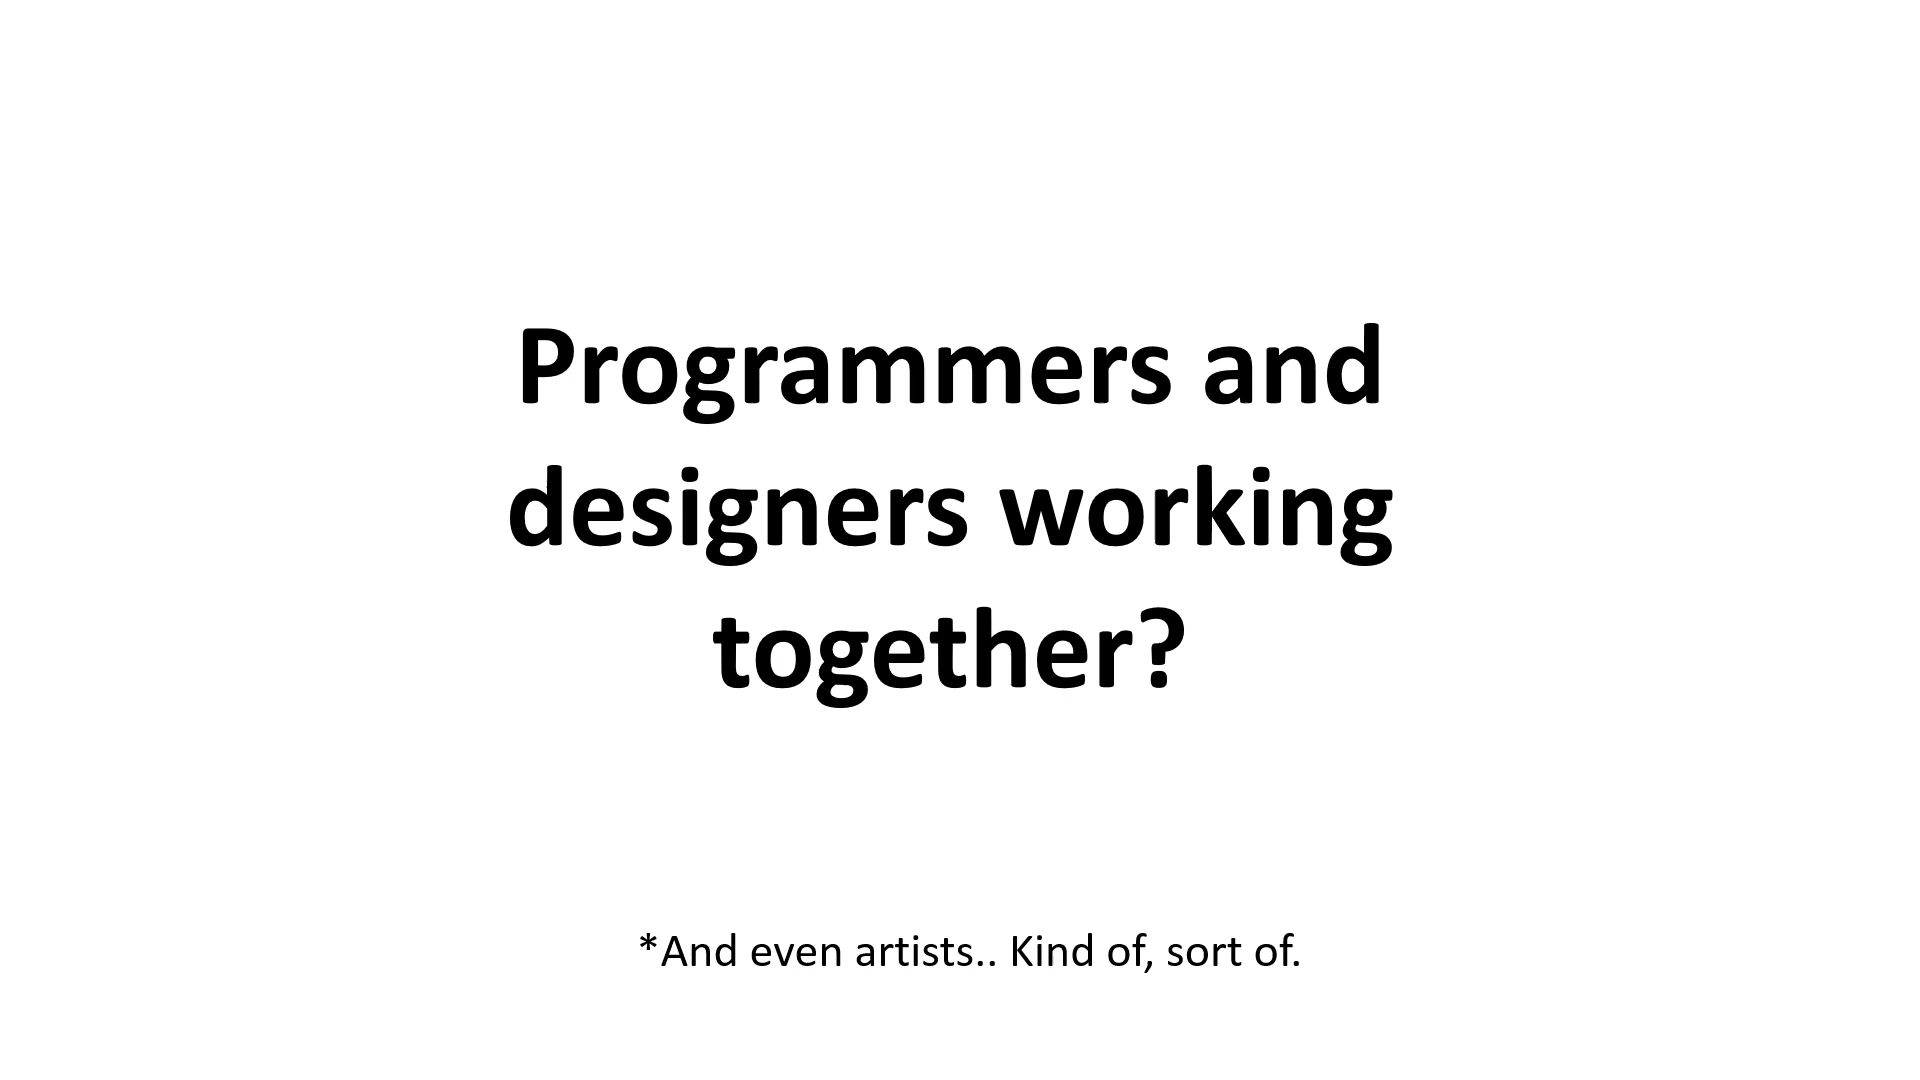 Programmers and
designers working
together?
*And even artists.. Kind of, sort of.